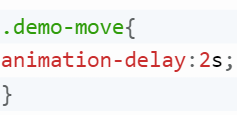 .demo-move{
animation-delay:2s;
}